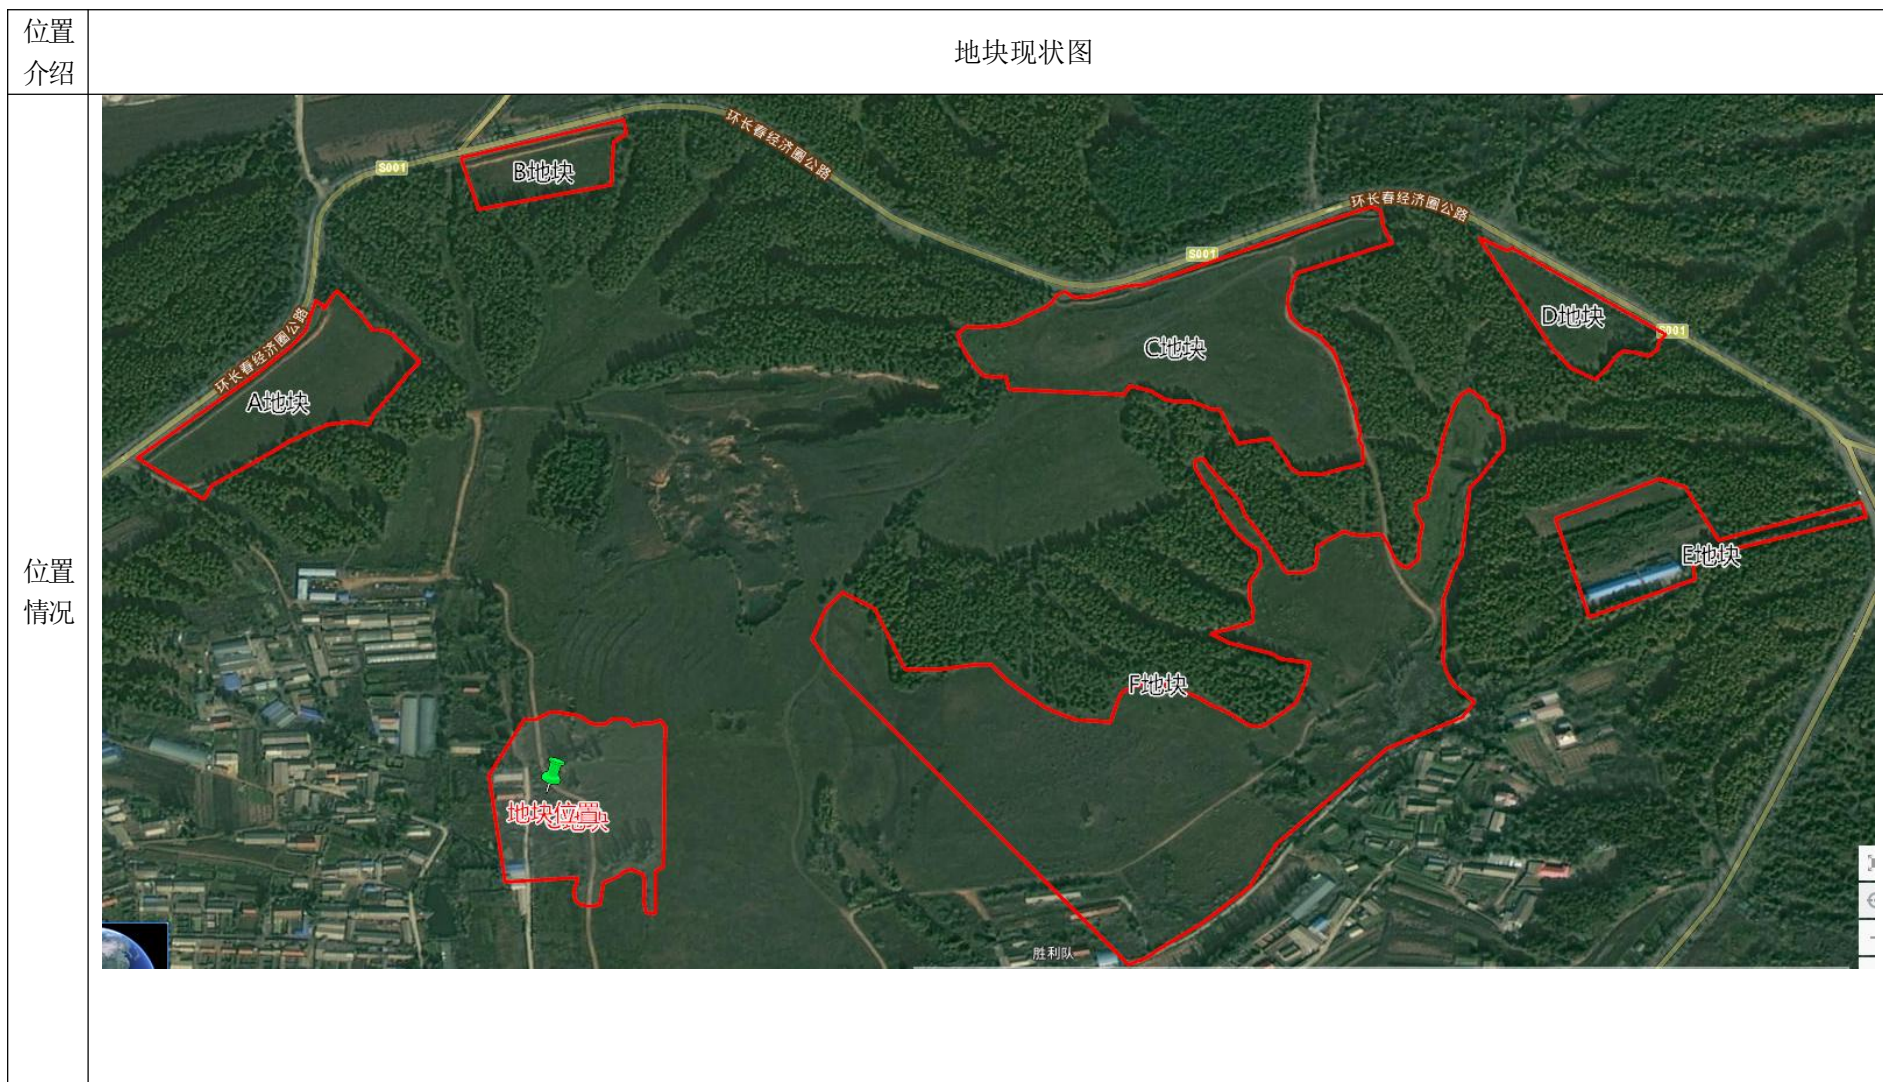 位置
介绍
地块现状图
位置
情况
环长春经济圈公路
S001
B地块
环长春经济圈公路
S001
D地块
S001
C地块
环长春经济圈公路
A地块
E地块
F地块
地块位置
地块
胜利队